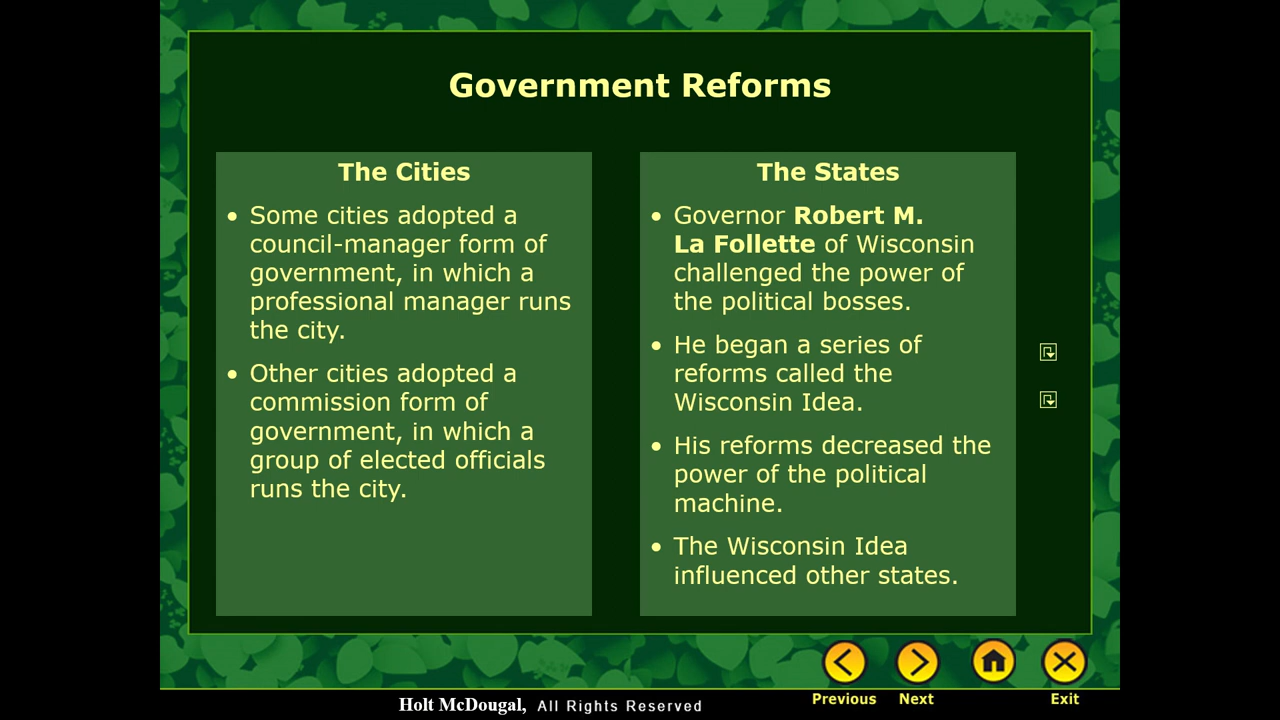 Government Reforms
The Cities
• Some cities adopted a
council-manager form of
government, in which a
professional manager runs
the city.
• Other cities adopted a
commission form of
government, in which a
group of elected officials
runs the city.
The States
• Governor Robert M.
La Follette of Wisconsin
challenged the power of
the political bosses.
• He began a series of
reforms called the
Wisconsin Idea.
• His reforms decreased the
power of the political
machine.
• The Wisconsin Idea
influenced other states.
Previous
Next
Exit
Holt McDougal, All Rights Reserved